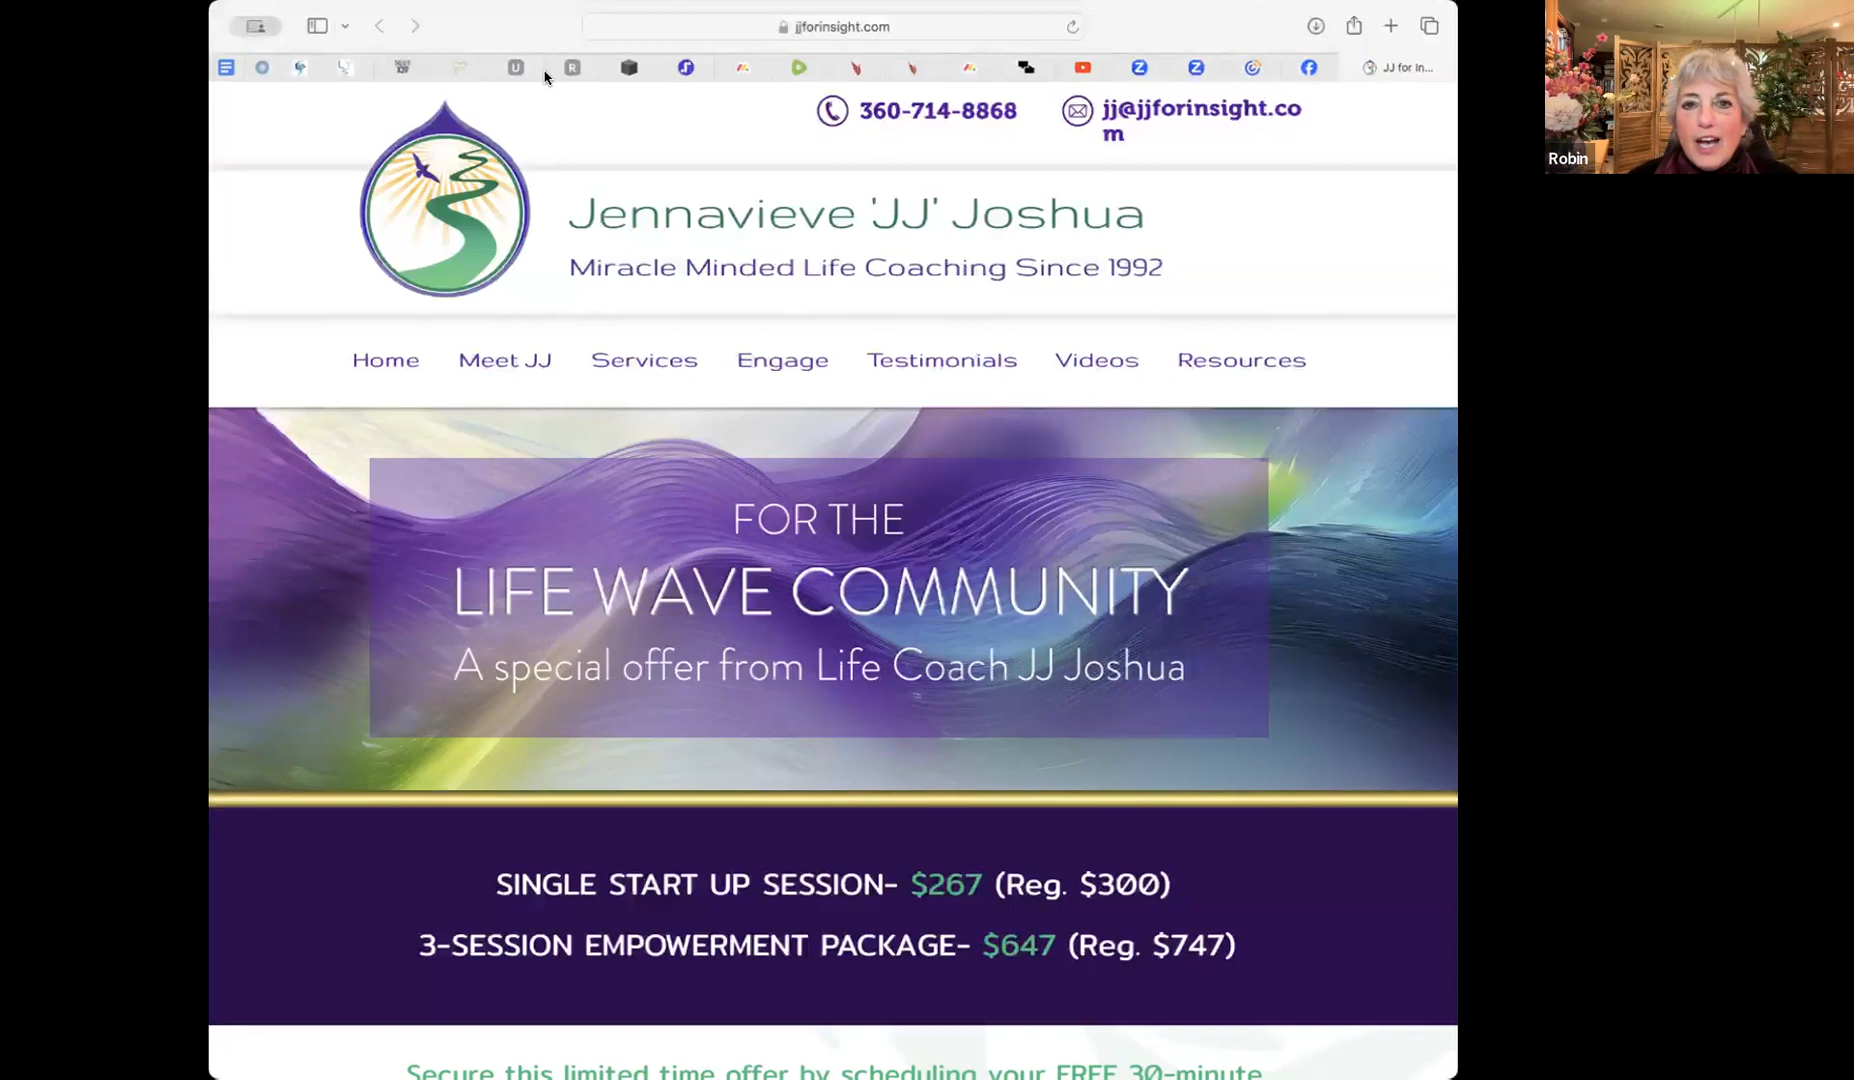 jjforinsight.com
U
R
JJ for In...
360-714-8868
jj@jjforinsight.co
m
Jennavieve 'JJ' Joshua
Miracle Minded Life Coaching Since 1992
Home Meet JJ Services Engage Testimonials Videos Resources
FOR THE
LIFE WAVE COMMUNITY
A special offer from Life Coach JJ Joshua
SINGLE START UP SESSION- $267 (Reg. $300)
3-SESSION EMPOWERMENT PACKAGE- $647 (Reg. $747)
Secure this limited time offer by scheduling your FREE 30-minute
Robin